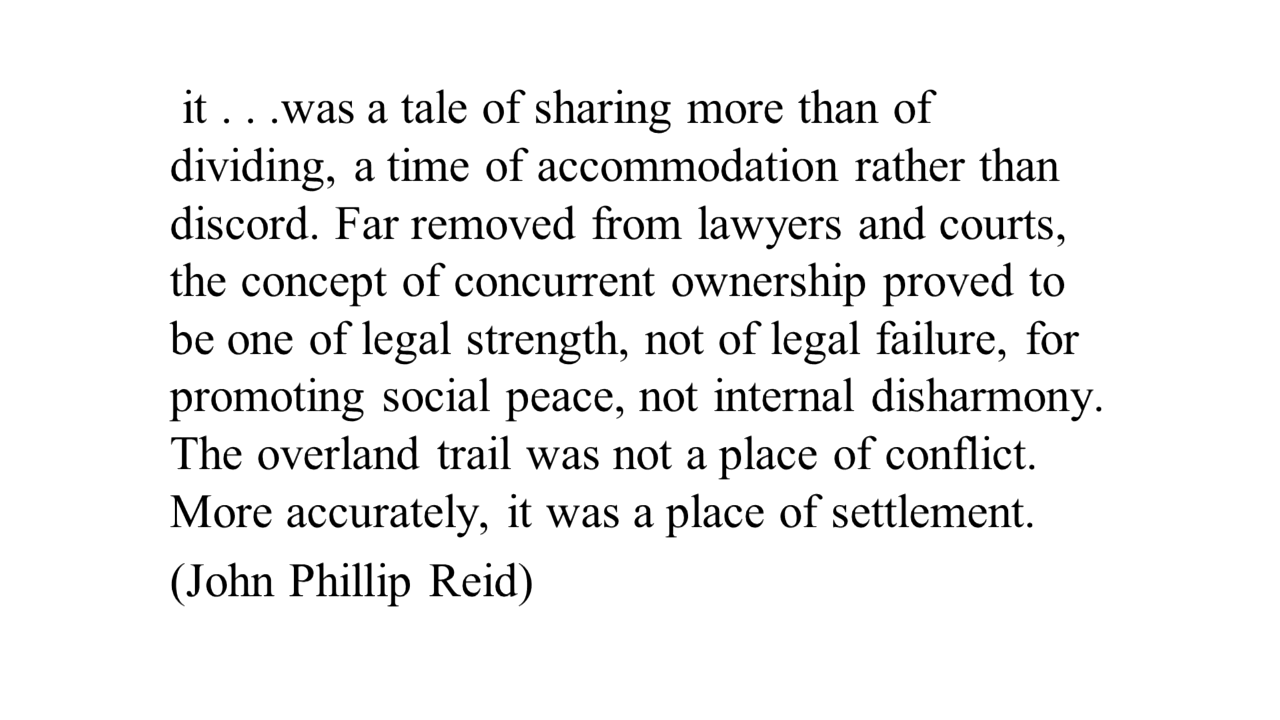 it . . .was a tale of sharing more than of
dividing, a time of accommodation rather than
discord. Far removed from lawyers and courts,
the concept of concurrent ownership proved to
be one of legal strength, not of legal failure, for
promoting social peace, not internal disharmony.
The overland trail was not a place of conflict.
More accurately, it was a place of settlement.
(John Phillip Reid)